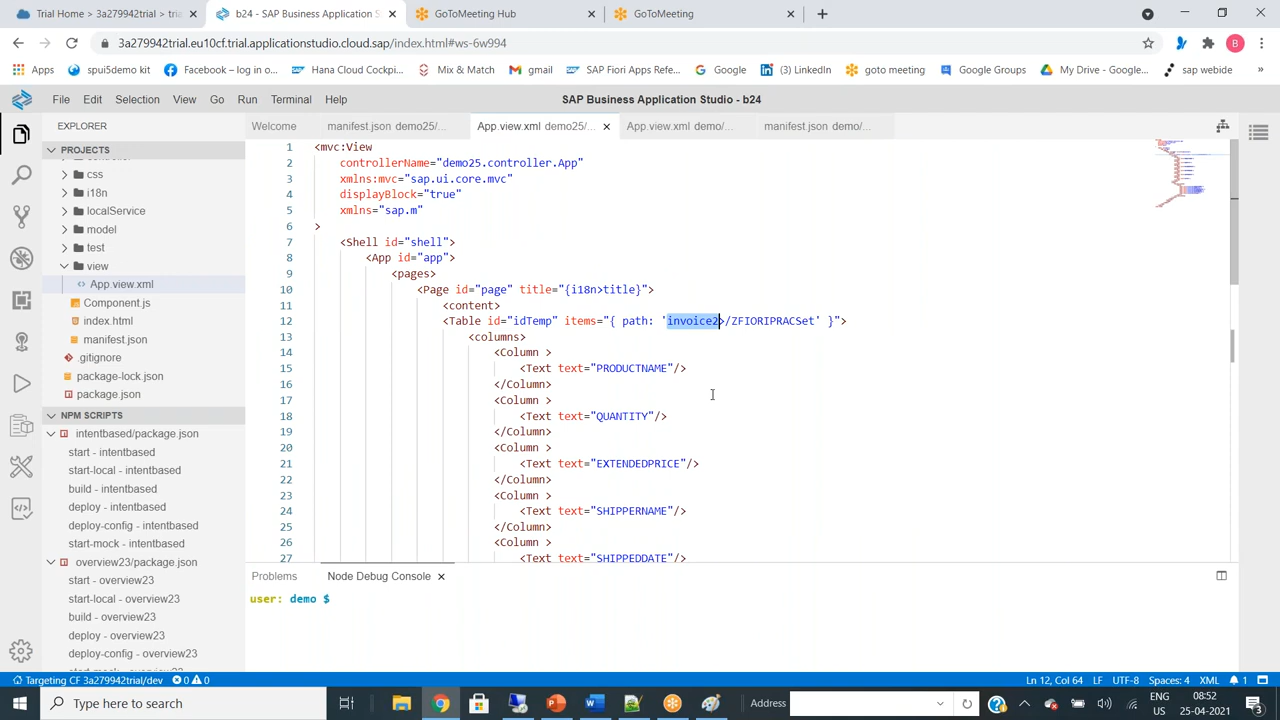 Trial Home > trial >
b24 - SAP Business Application S
GoToMeeting Hub
GoToMeeting
3a279942trial.eu10cf.trial.applicationstudio.cloud.sap/index.html#ws-6w994
B
Apps
spui5demo kit
Facebook – log in o...
Hana Cloud Cockpi...
Mix & Match
gmail
SAP Fiori Apps Refe...
Google
(3) LinkedIn
goto meeting
Google Groups
My Drive - Google...
sap webide
»
File
Edit
Selection
View
Go
Run
Terminal
Help
SAP Business Application Studio - b24
EXPLORER
Welcome
manifest.json demo25/...
App.view.xml demo25/...
App.view.xml demo/...
manifest.json demo/...
PROJECTS
css
i18n
localService
model
test
view
App.view.xml
Component.js
index.html
manifest.json
.gitignore
package-lock.json
package.json
NPM SCRIPTS
intentbased/package.json
start - intentbased
start-local - intentbased
build - intentbased
deploy - intentbased
deploy-config - intentbased
start-mock - intentbased
overview23/package.json
start - overview23
start-local - overview23
build - overview23
deploy - overview23
deploy-config - overview23
start-mock - overview23
1 <mvc:View
2 controllerName="demo25.controller.App"
3 xmlns:mvc="sap.ui.core.mvc"
4 displayBlock="true"
5 xmlns="sap.m"
6 >
7 <Shell id="shell">
8 <App id="app">
9 <pages>
10 <Page id="page" title="{i18n>title}">
11 <content>
12 <Table id="idTemp" items="{ path: 'invoice2>/ZFIORIPRACSet' }">
13 <columns>
14 <Column >
15 <Text text="PRODUCTNAME"/>
16 </Column>
17 <Column >
18 <Text text="QUANTITY"/>
19 </Column>
20 <Column >
21 <Text text="EXTENDEDPRICE"/>
22 </Column>
23 <Column >
24 <Text text="SHIPPERNAME"/>
25 </Column>
26 <Column >
27 <Text text="SHIPPEDDATE"/>
Problems
Node Debug Console
user: demo $
Targeting CF 3a279942trial/dev
0
0
Ln 12, Col 64
LF
UTF-8
Spaces: 4
XML
1
Type here to search
Address
ENG
US
08:52
25-04-2021
3